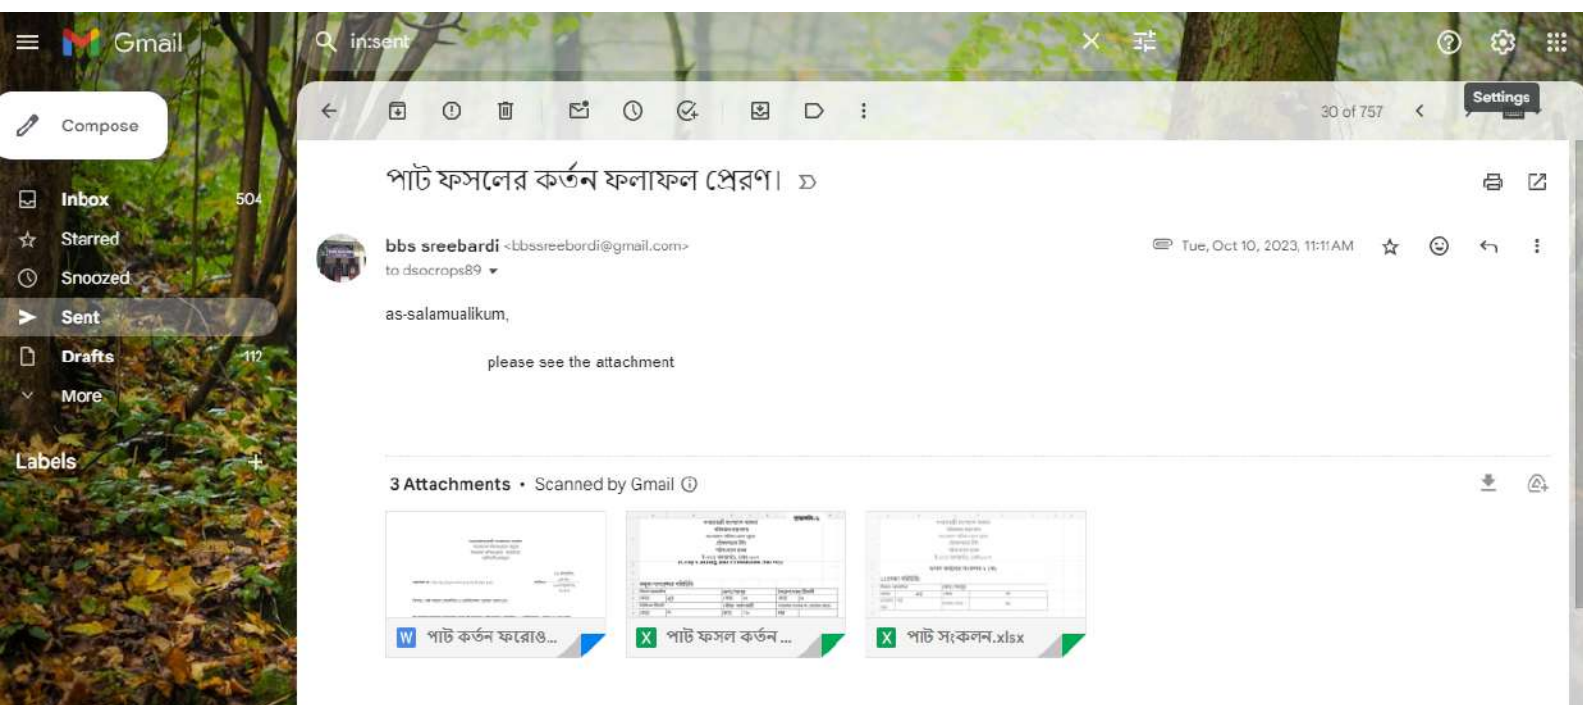 Gmail
in:sent
Compose
Settings
30 of 757
Inbox 504
Starred
Snoozed
Sent
Drafts 112
More
Labels
পাট ফসলের কর্তন ফলাফল প্রেরণ।
bbs sreebardi <bbssreebordi@gmail.com>
Tue, Oct 10, 2023, 11:11 AM
to dsocrops89
as-salamualikum,
please see the attachment
3 Attachments • Scanned by Gmail
W পাট কর্তন ফরোও...
X পাট ফসল কর্তন ...
X পাট সংকলন.xlsx